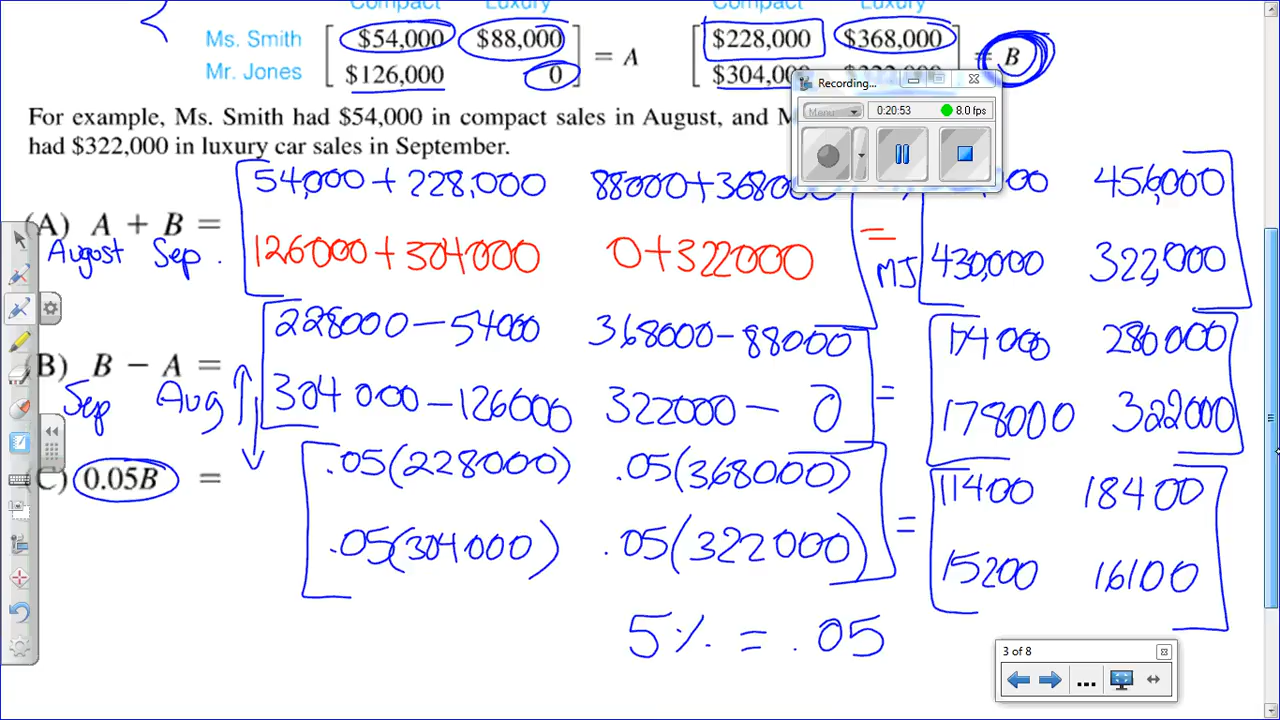 Compact Luxury Compact Luxury
Ms. Smith $54,000 $88,000 = A $228,000 $368,000 = B
Mr. Jones $126,000 0 $304,000
Recording...
Menu 0:20:53 8.0 fps
For example, Ms. Smith had $54,000 in compact sales in August, and M
had $322,000 in luxury car sales in September.
54,000 + 228,000 88000 + 368000 456,000
(A) A + B =
August Sep. 126000 + 304000 0 + 322000 = MJ 430,000 322,000
228000 - 54000 368000 - 88000 174000 280000
(B) B − A =
Sep Aug 304 000 - 126000 322000 - 0 = 178000 322000
.05(228000) .05(368000) 11400 18400
(C) 0.05B =
.05(304000) .05(322000) = 15200 16100
5% = .05
3 of 8